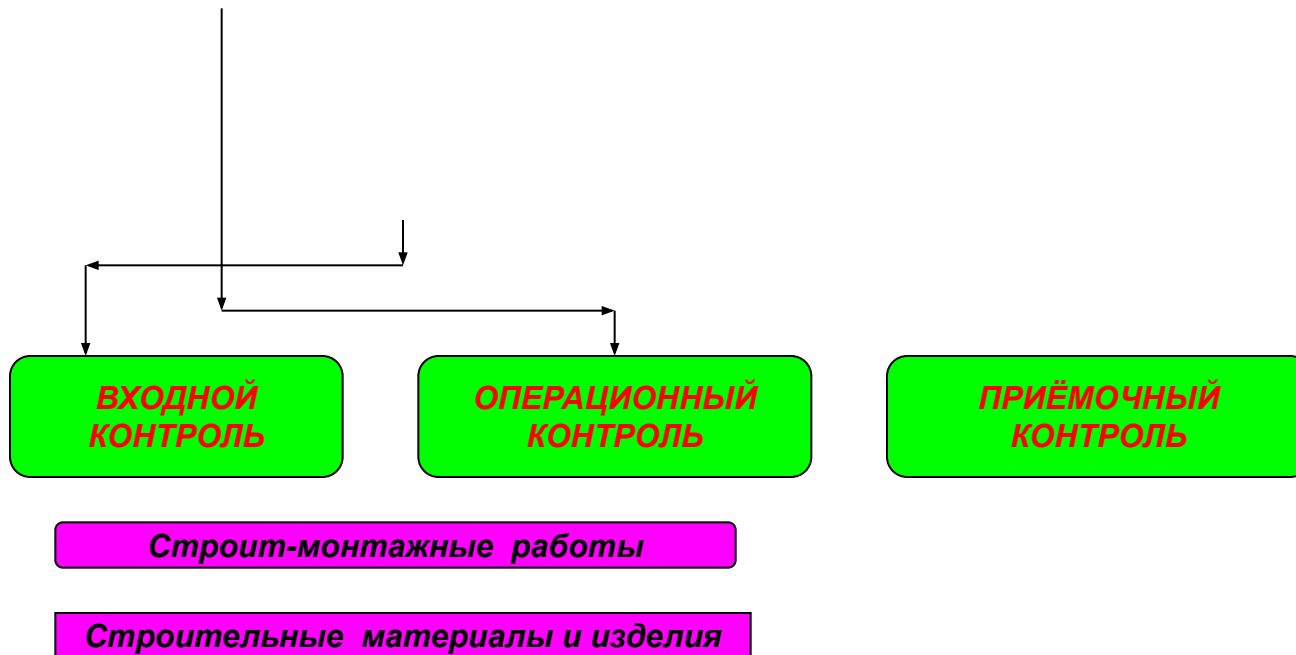 ВХОДНОЙ
КОНТРОЛЬ
ОПЕРАЦИОННЫЙ
КОНТРОЛЬ
ПРИЁМОЧНЫЙ
КОНТРОЛЬ
Строит-монтажные работы
Строительные материалы и изделия